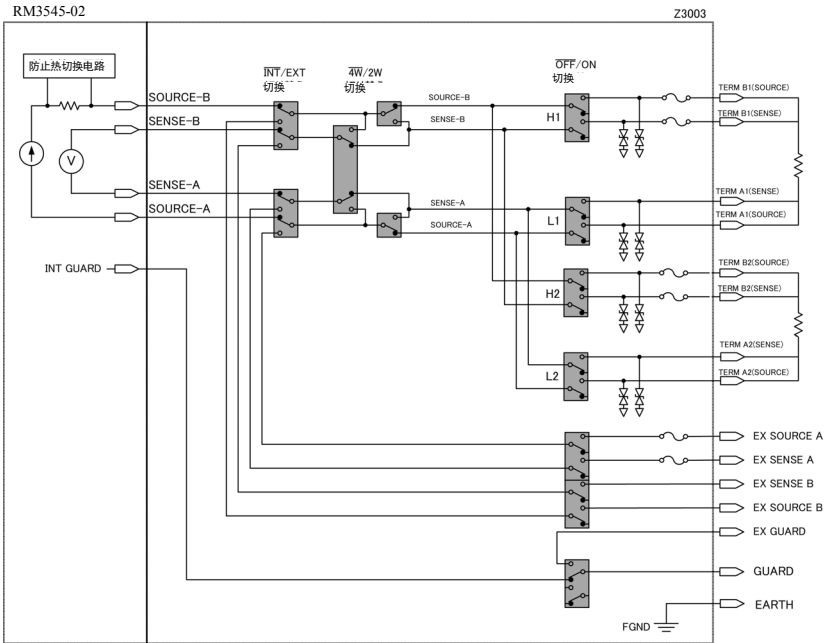 RM3545-02
Z3003
防止热切换电路
INT/EXT
切换
4W/2W
切换
OFF/ON
切换
SOURCE-B
SENSE-B
V
SENSE-A
SOURCE-A
INT GUARD
SOURCE-B
SENSE-B
SENSE-A
SOURCE-A
H1
L1
H2
L2
TERM B1(SOURCE)
TERM B1(SENSE)
TERM A1(SENSE)
TERM A1(SOURCE)
TERM B2(SOURCE)
TERM B2(SENSE)
TERM A2(SENSE)
TERM A2(SOURCE)
EX SOURCE A
EX SENSE A
EX SENSE B
EX SOURCE B
EX GUARD
GUARD
EARTH
FGND